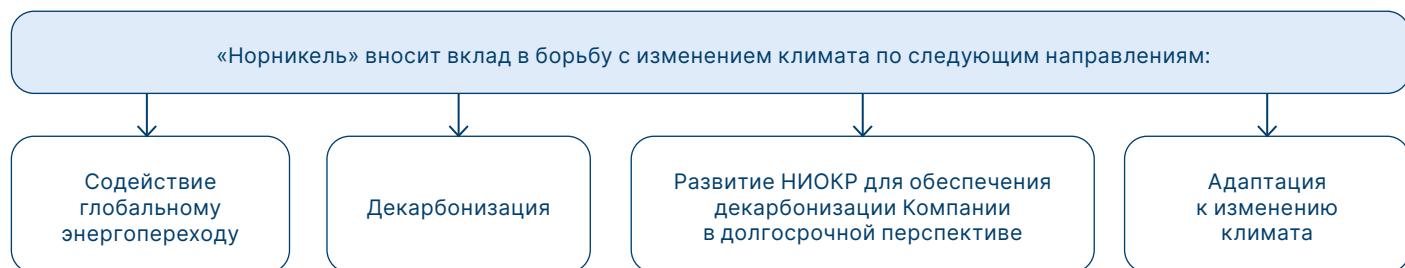 «Норникель» вносит вклад в борьбу с изменением климата по следующим направлениям:
Содействие
глобальному
энергопереходу
Декарбонизация
Развитие НИОКР для обеспечения
декарбонизации Компании
в долгосрочной перспективе
Адаптация
к изменению
климата